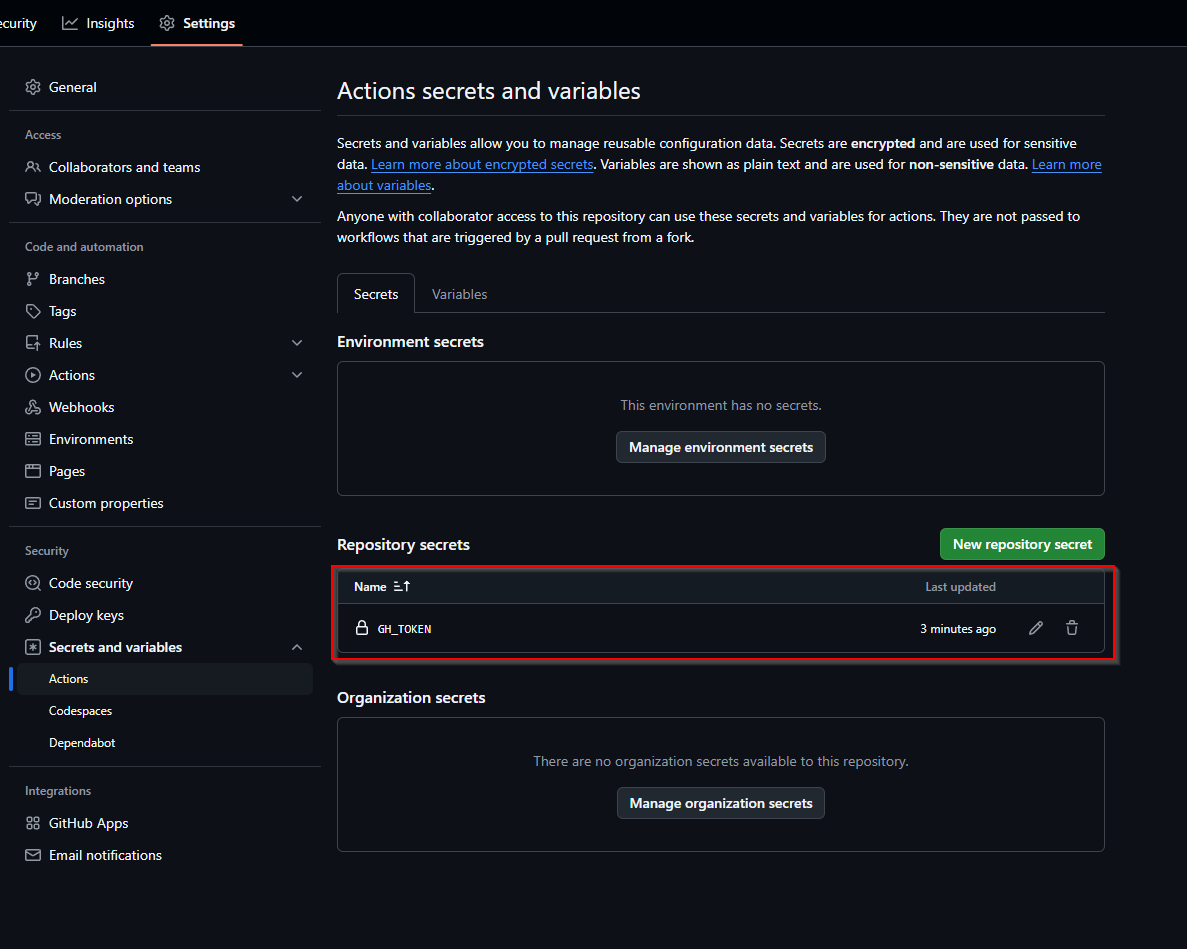 ecurity
Insights
Settings
General
Access
Collaborators and teams
Moderation options
Code and automation
Branches
Tags
Rules
Actions
Webhooks
Environments
Pages
Custom properties
Security
Code security
Deploy keys
Secrets and variables
Actions
Codespaces
Dependabot
Integrations
GitHub Apps
Email notifications
Actions secrets and variables
Secrets and variables allow you to manage reusable configuration data. Secrets are encrypted and are used for sensitive
data. Learn more about encrypted secrets. Variables are shown as plain text and are used for non-sensitive data. Learn more
about variables.
Anyone with collaborator access to this repository can use these secrets and variables for actions. They are not passed to
workflows that are triggered by a pull request from a fork.
Secrets
Variables
Environment secrets
This environment has no secrets.
Manage environment secrets
Repository secrets
New repository secret
Name
Last updated
GH_TOKEN
3 minutes ago
Organization secrets
There are no organization secrets available to this repository.
Manage organization secrets